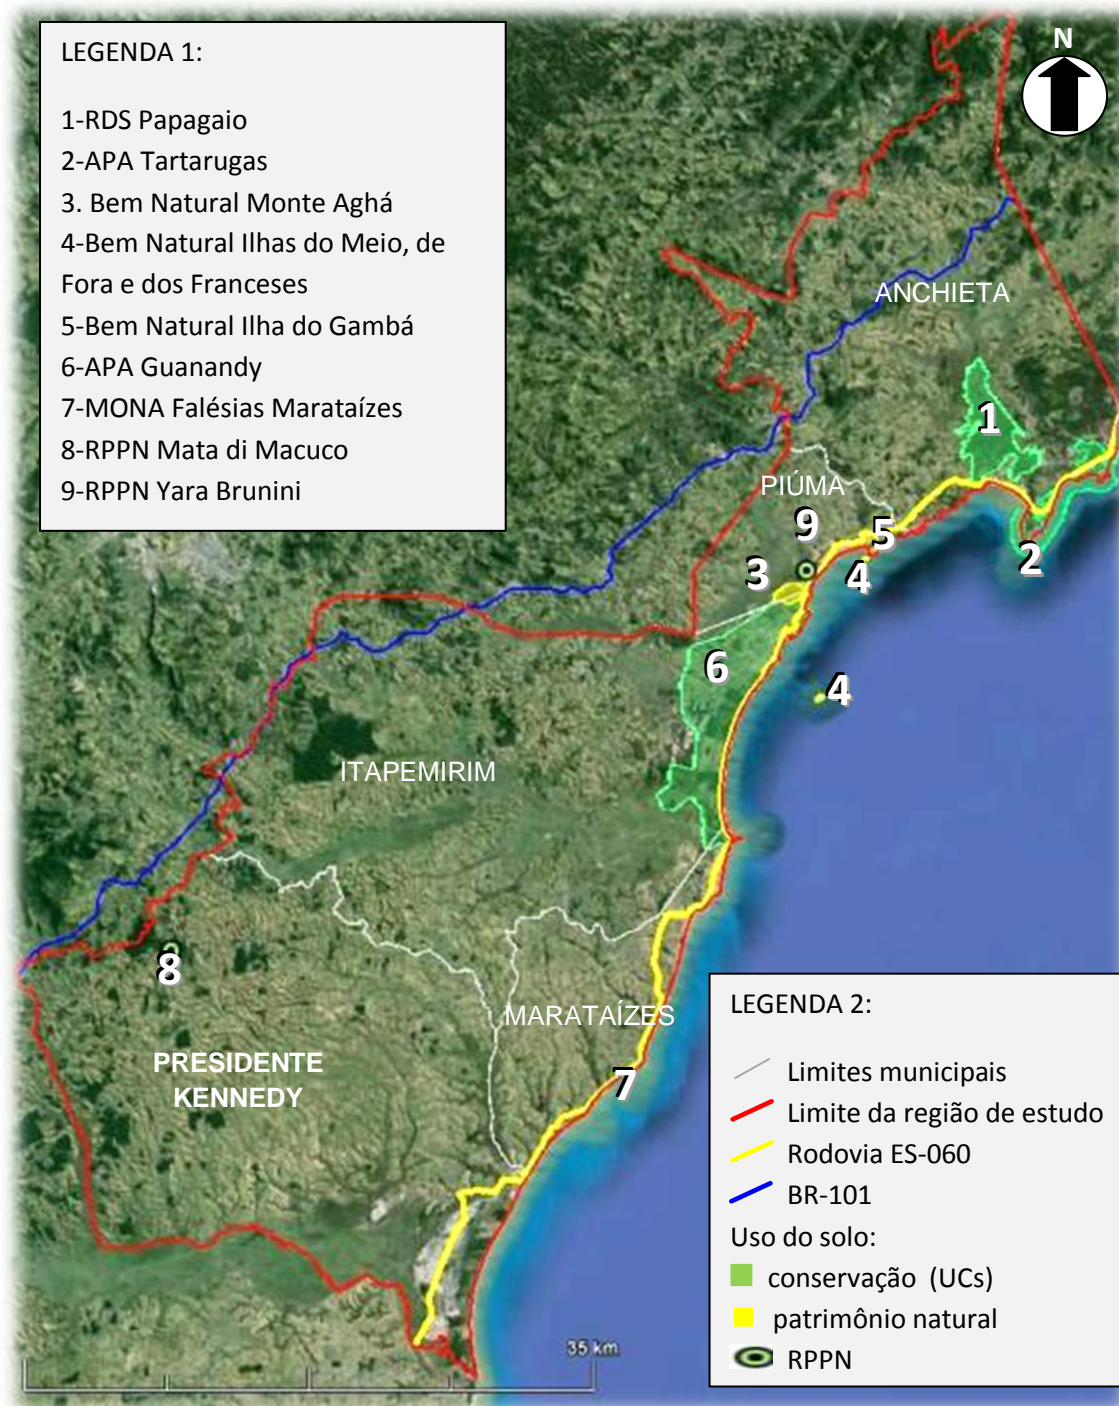 LEGENDA 1:
1-RDS Papagaio
2-APA Tartarugas
3. Bem Natural Monte Aghá
4-Bem Natural Ilhas do Meio, de
Fora e dos Franceses
5-Bem Natural Ilha do Gambá
6-APA Guanandy
7-MONA Falésias Marataízes
8-RPPN Mata di Macuco
9-RPPN Yara Brunini
N
ANCHIETA
1
PIÚMA
9
5
2
3
4
6
4
ITAPEMIRIM
8
MARATAÍZES
PRESIDENTE
KENNEDY
7
35 km
LEGENDA 2:
Limites municipais
Limite da região de estudo
Rodovia ES-060
BR-101
Uso do solo:
conservação (UCs)
patrimônio natural
RPPN